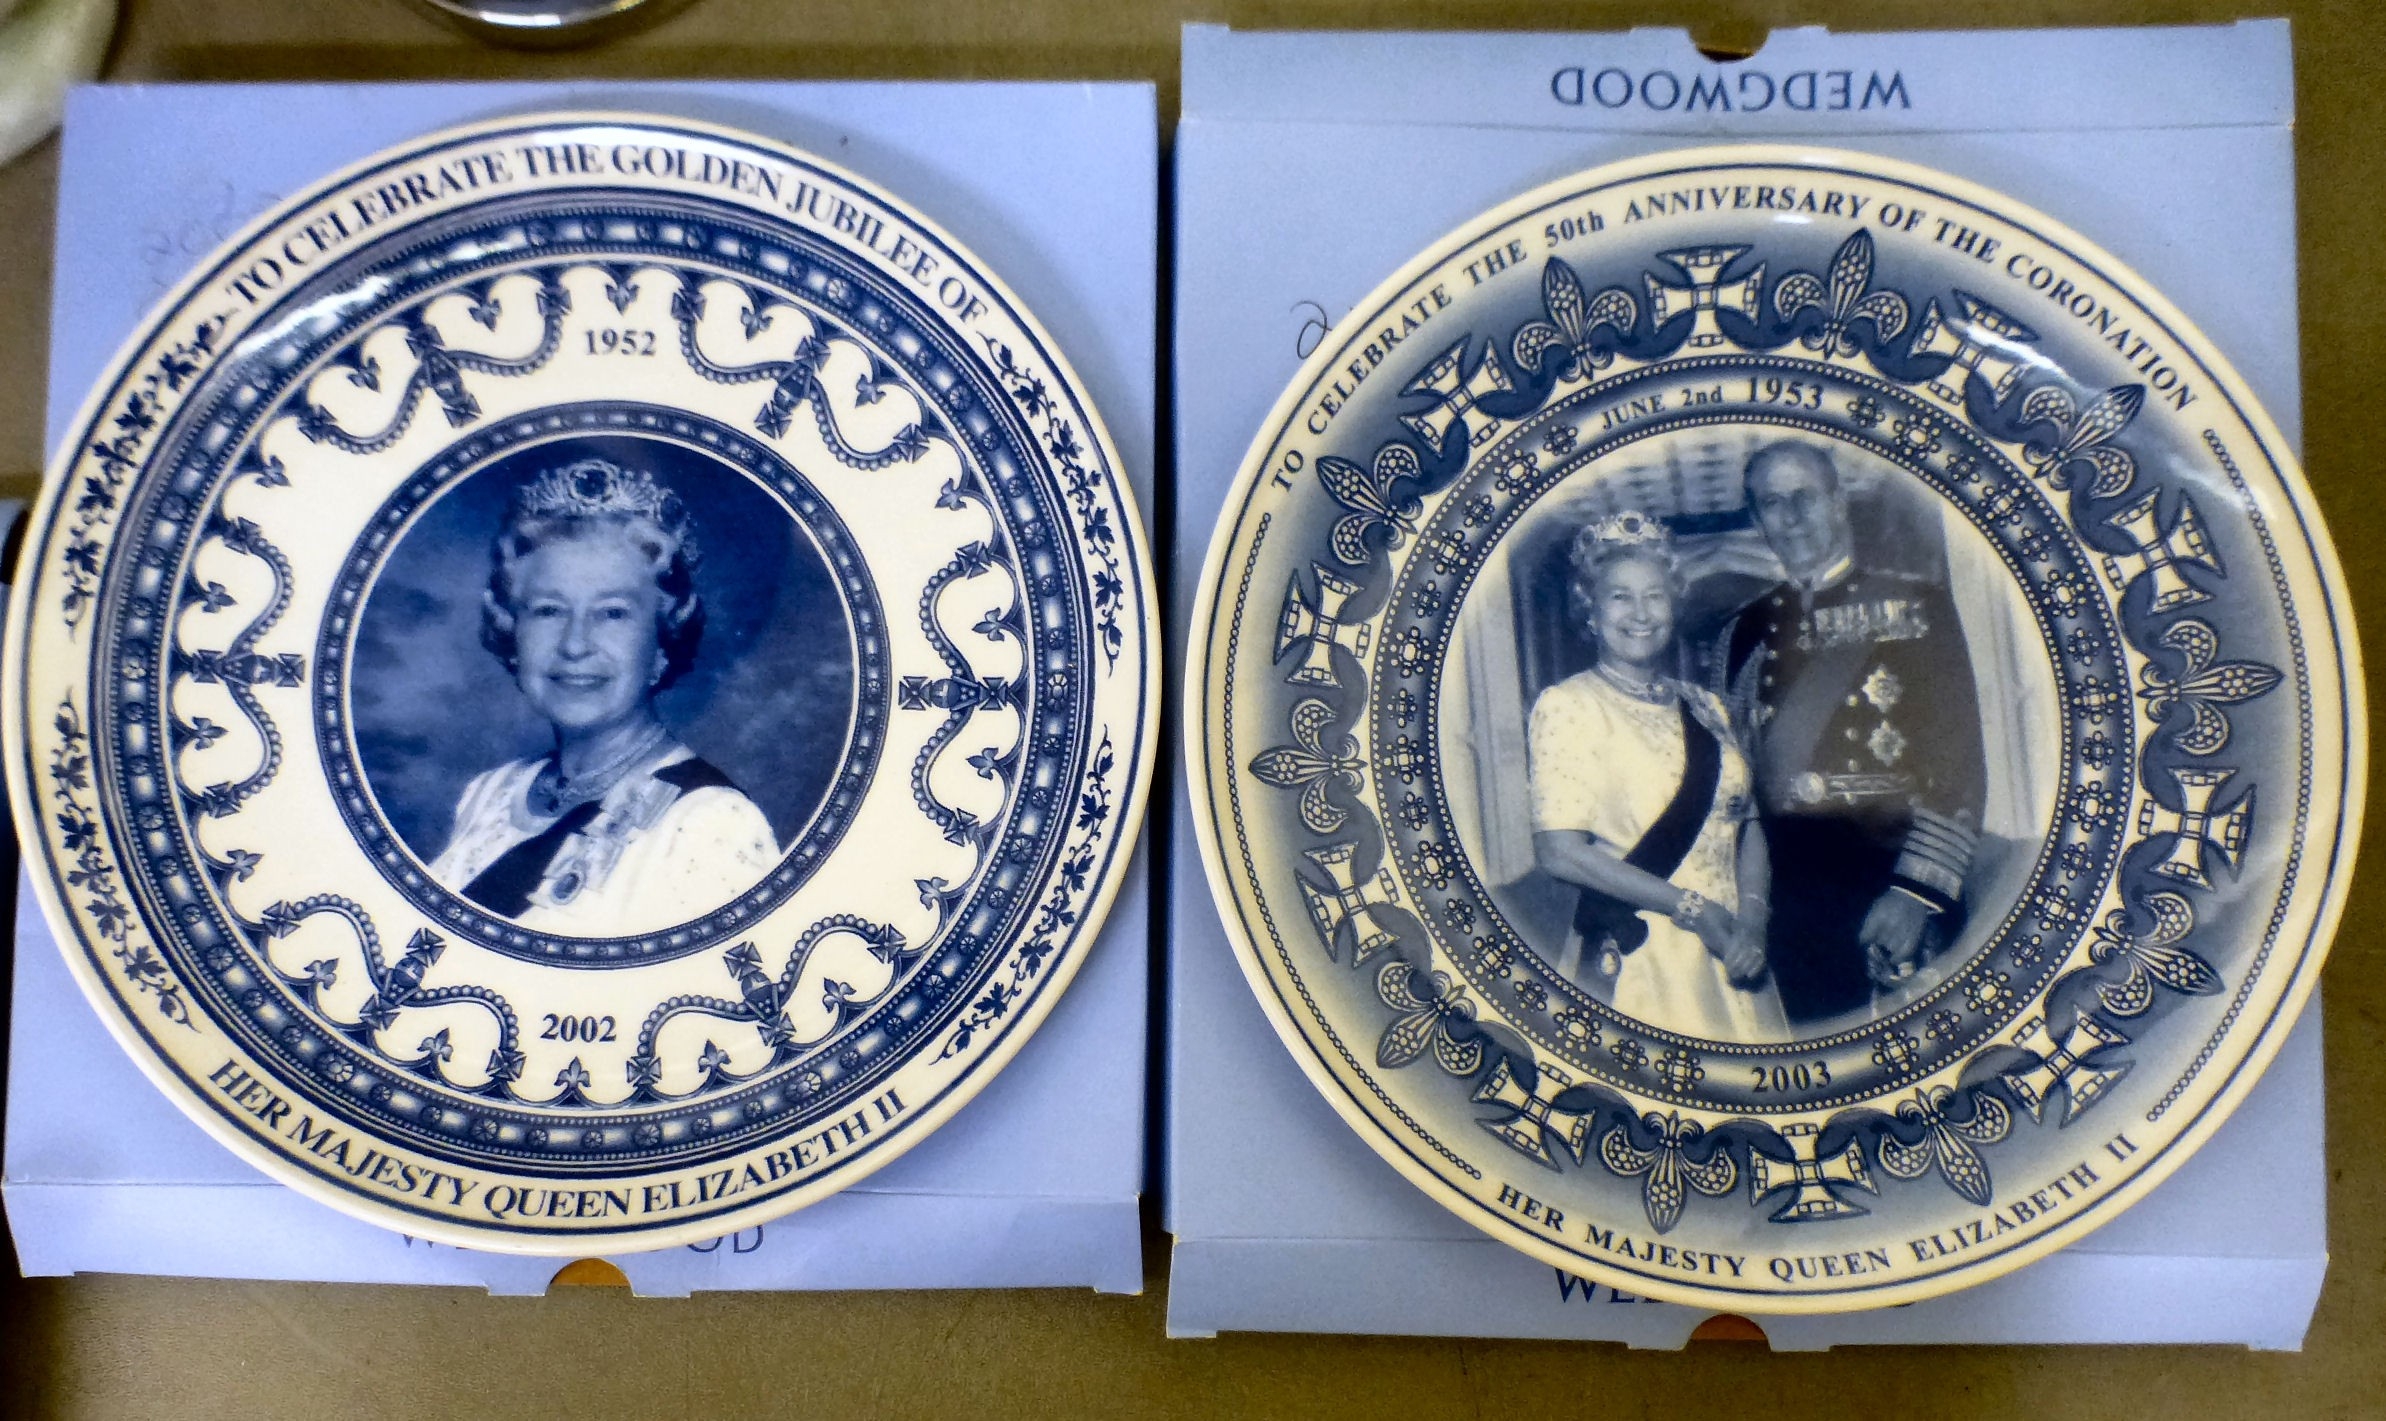 TO CELEBRATE THE GOLDEN JUBILEE OF
1952
2002
HER MAJESTY QUEEN ELIZABETH II
WEDGWOOD
TO CELEBRATE THE 50th ANNIVERSARY OF THE CORONATION
JUNE 2nd 1953
2003
HER MAJESTY QUEEN ELIZABETH II